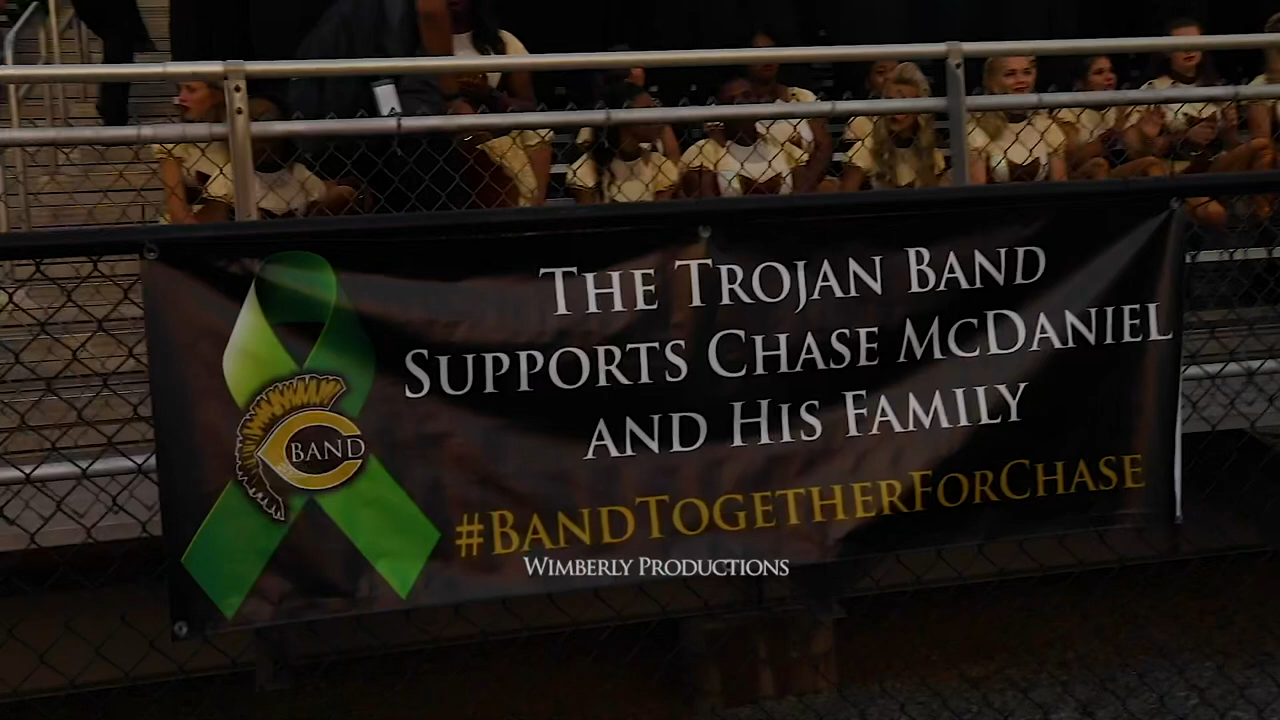 THE TROJAN BAND
SUPPORTS CHASE MCDANIEL
AND HIS FAMILY
BAND
#BANDTOGETHERFORCHASE
WIMBERLY PRODUCTIONS